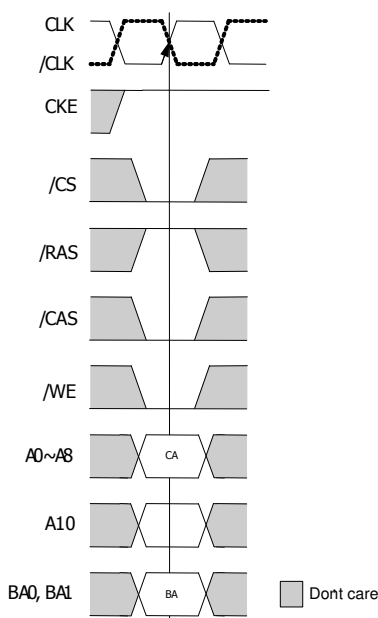 CLK
/CLK
CKE
/CS
/RAS
/CAS
/WE
A0~A8
CA
A10
BA0, BA1
BA
Dont care